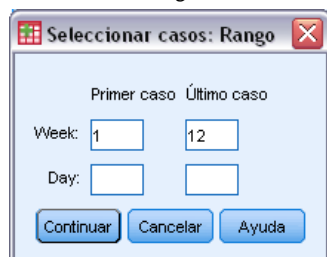 Seleccionar casos: Rango
Primer caso Último caso
Week: 1 12
Day:
Continuar Cancelar Ayuda